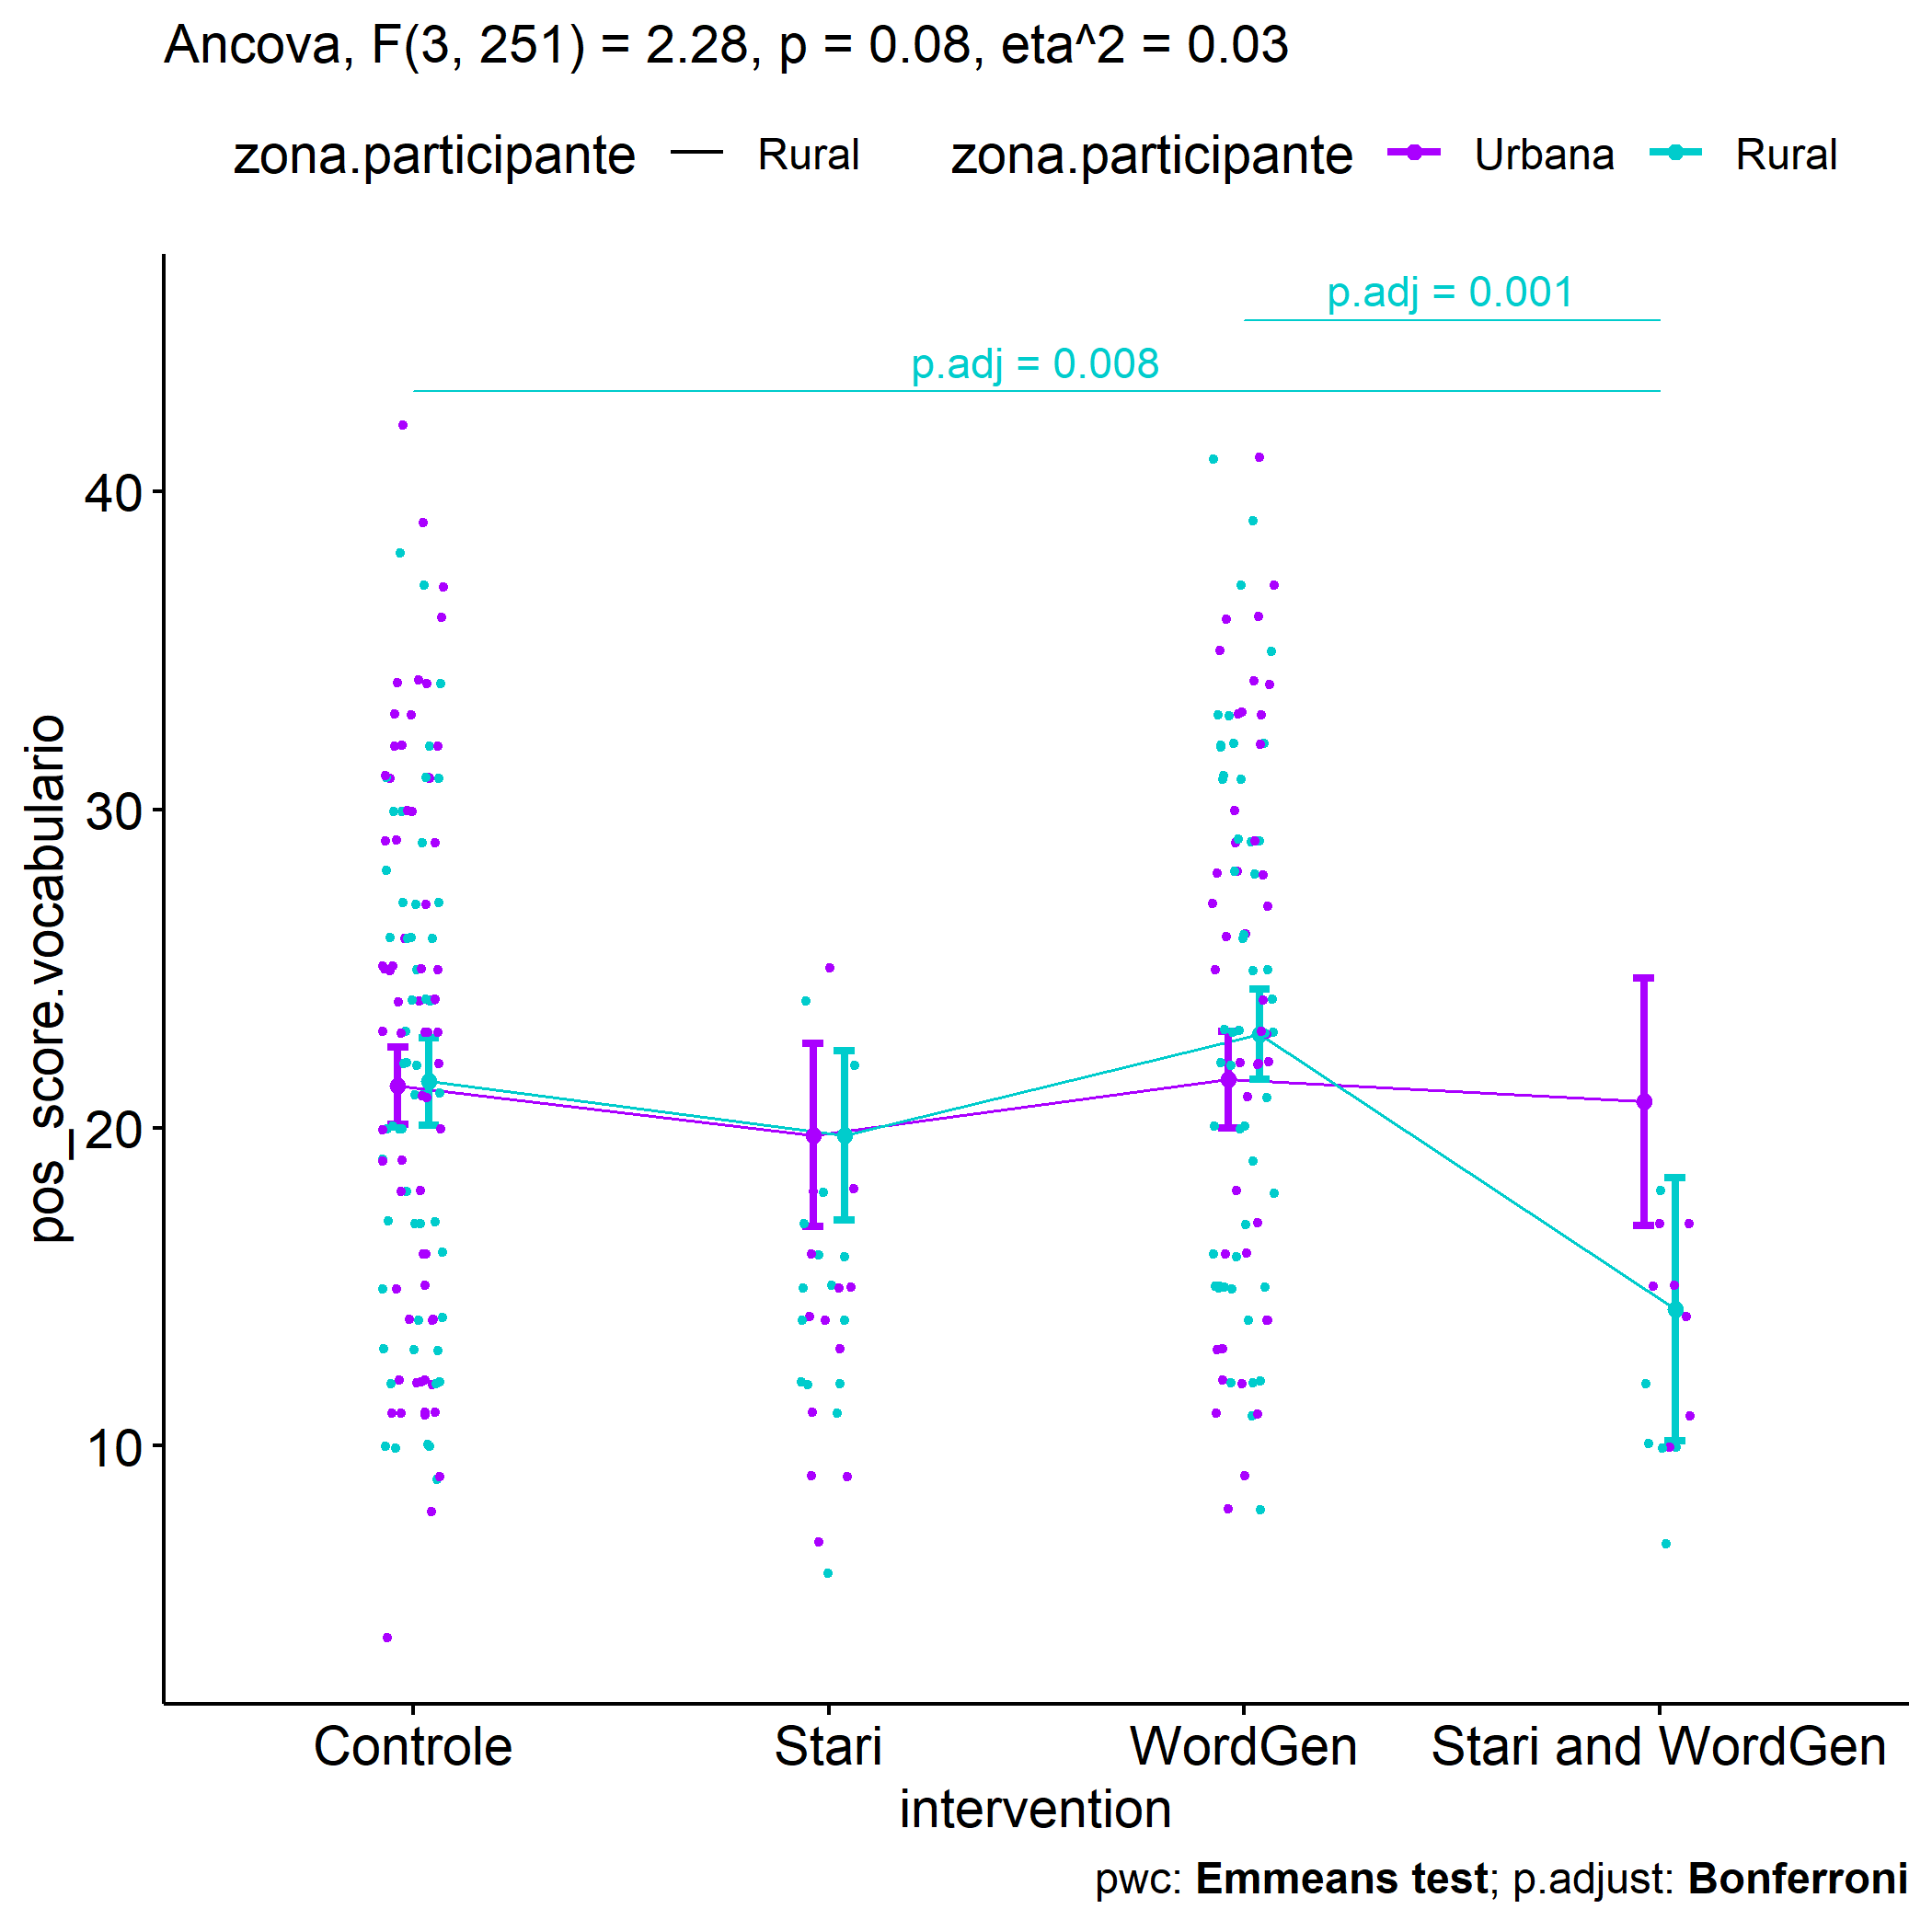 Ancova, F(3, 251) = 2.28, p = 0.08, eta^2 = 0.03
zona.participante Rural zona.participante Urbana Rural
p.adj = 0.001
p.adj = 0.008
40
30
20
10
pos_score.vocabulario
Controle Stari WordGen Stari and WordGen
intervention
pwc: Emmeans test; p.adjust: Bonferroni